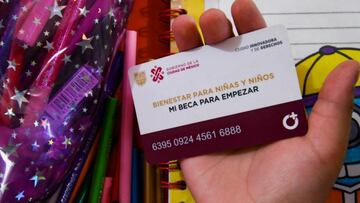 CIUDAD INNOVADORA
Y DE DERECHOS
GOBIERNO DE LA
CIUDAD DE MÉXICO
BIENESTAR PARA NIÑAS Y NIÑOS
MI BECA PARA EMPEZAR
6395 0924 4561 6888